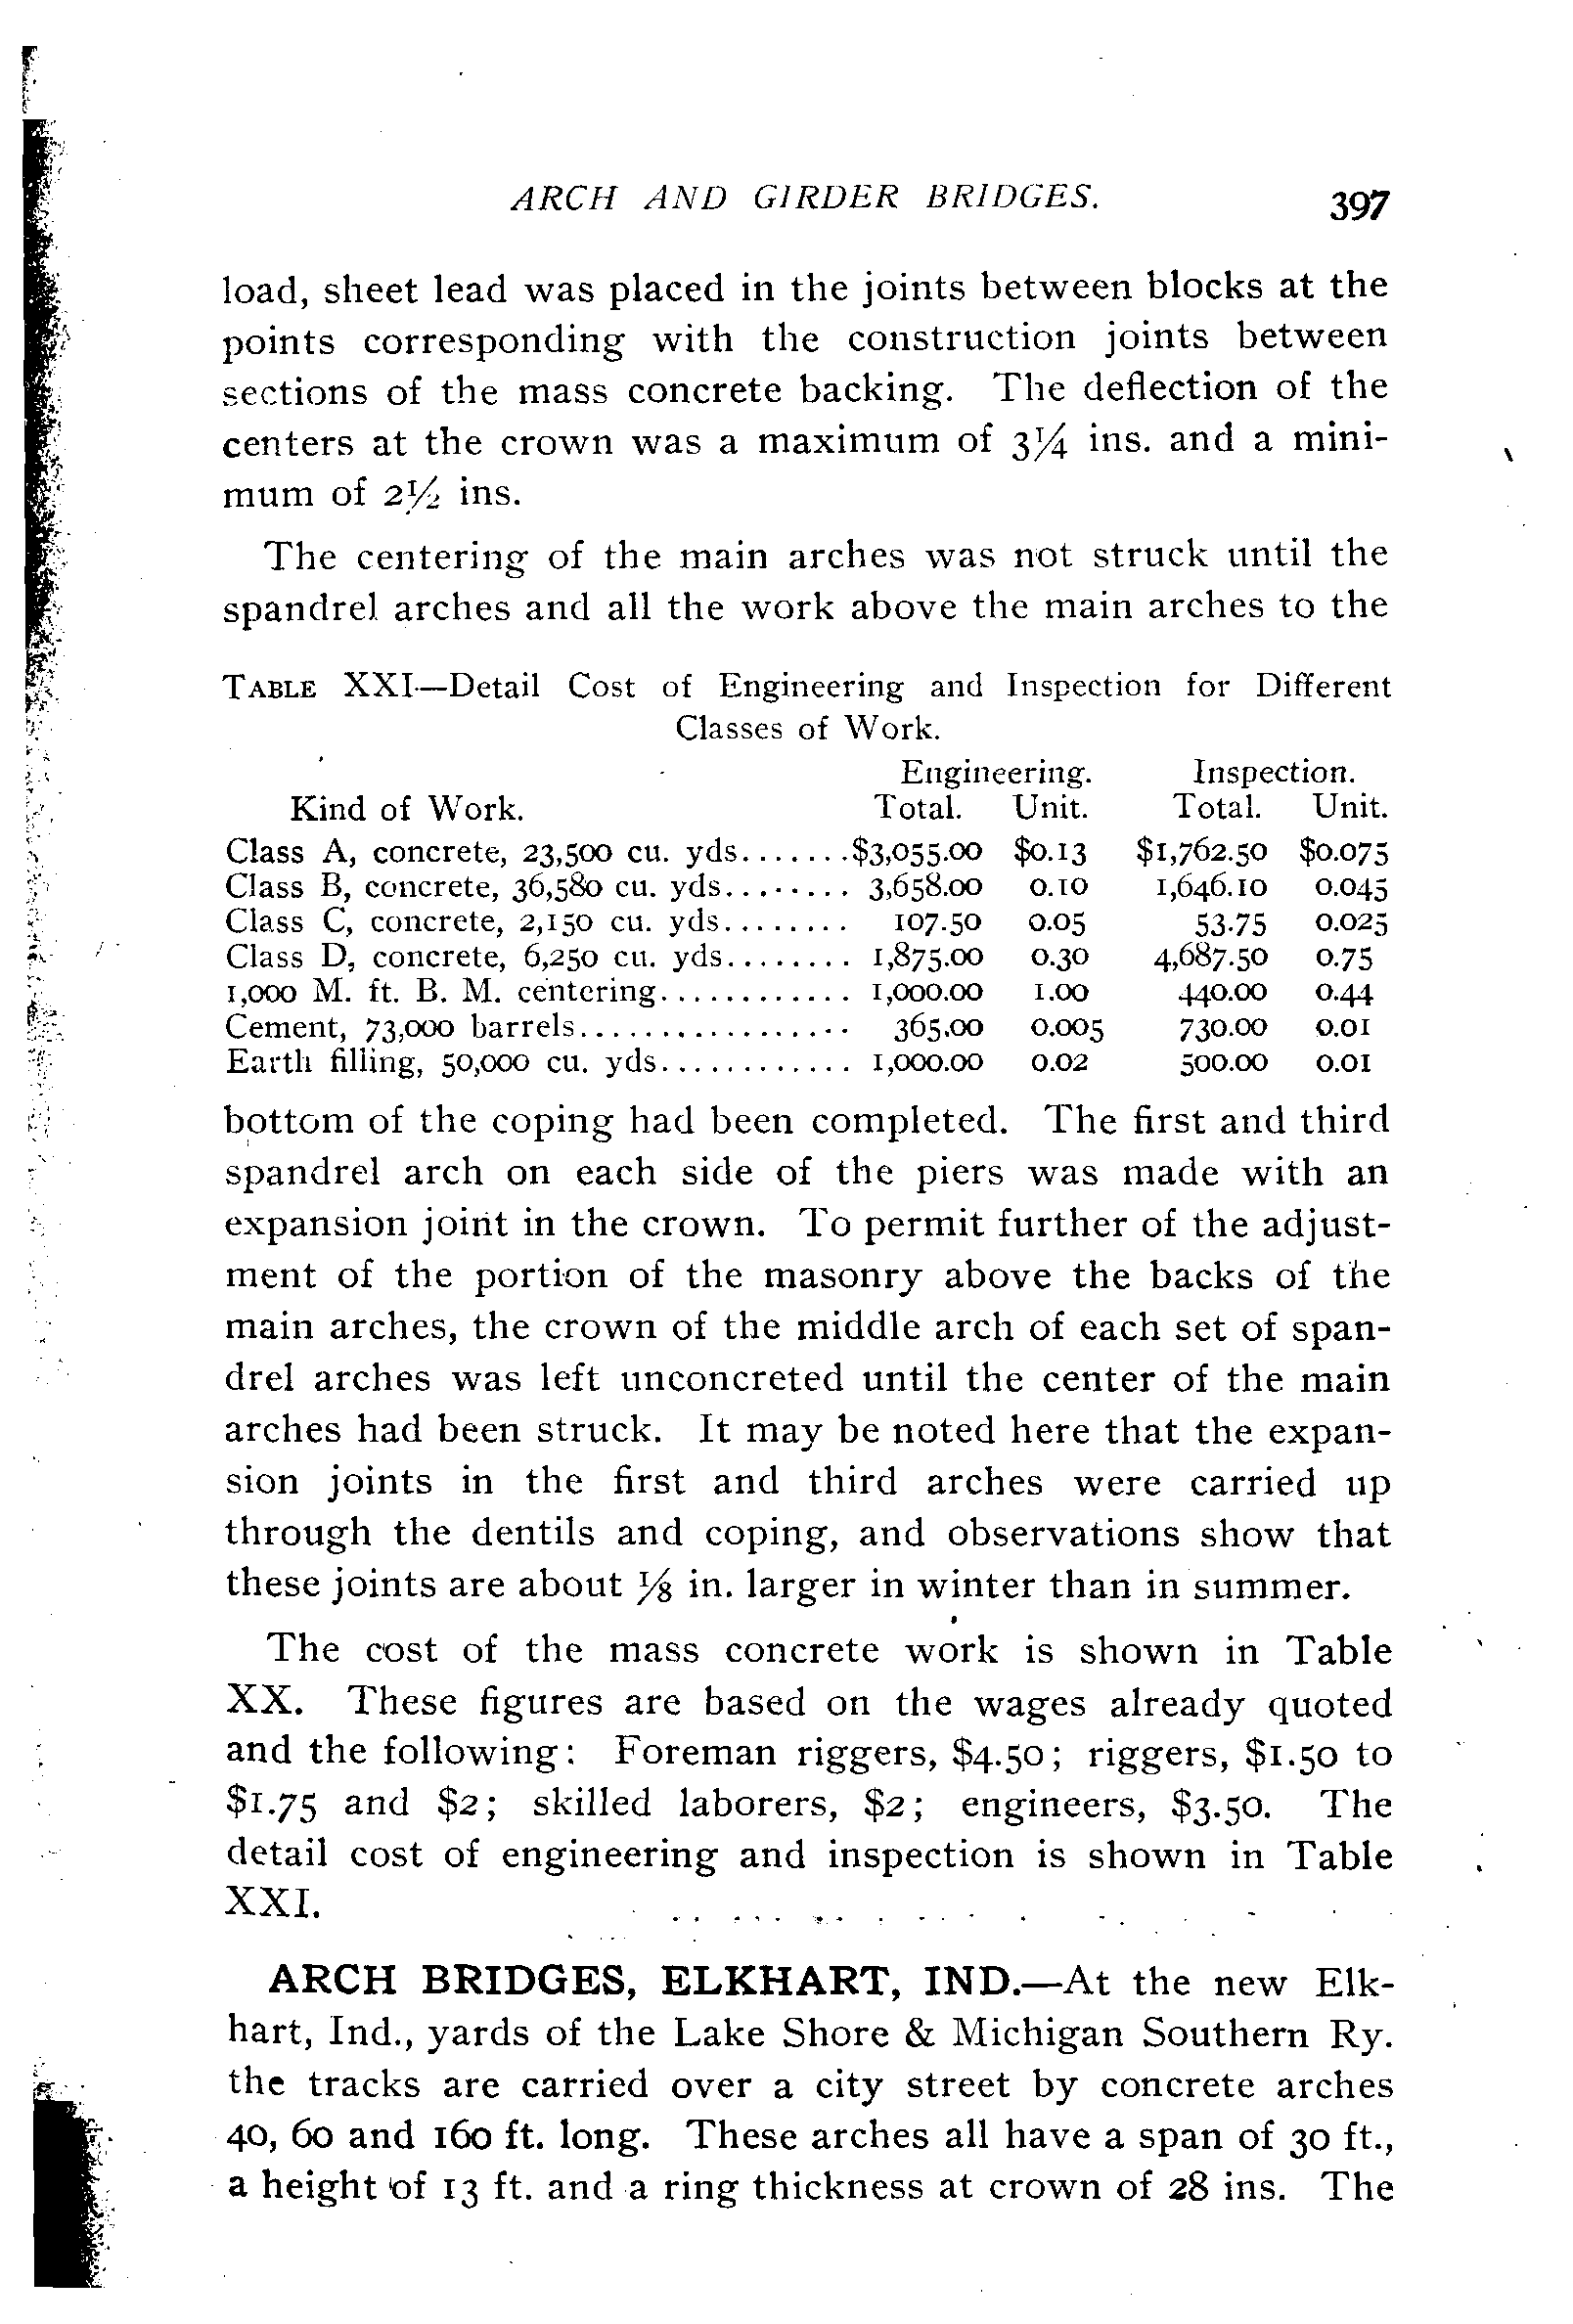 ARCH AND GIRDER BRIDGES. 397
load, sheet lead was placed in the joints between blocks at the
points corresponding with the construction joints between
sections of the mass concrete backing. The deflection of the
centers at the crown was a maximum of 3¼ ins. and a mini-
mum of 2½ ins.
The centering of the main arches was not struck until the
spandrel arches and all the work above the main arches to the
TABLE XXI—Detail Cost of Engineering and Inspection for Different
Classes of Work.
Engineering. Inspection.
Kind of Work. Total. Unit. Total. Unit.
Class A, concrete, 23,500 cu. yds........$3,055.00 $0.13 $1,762.50 $0.075
Class B, concrete, 36,580 cu. yds........ 3,658.00 0.10 1,646.10 0.045
Class C, concrete, 2,150 cu. yds........ 107.50 0.05 53.75 0.025
Class D, concrete, 6,250 cu. yds........ 1,875.00 0.30 4,687.50 0.75
1,000 M. ft. B. M. centering............ 1,000.00 1.00 440.00 0.44
Cement, 73,000 barrels................. 365.00 0.005 730.00 0.01
Earth filling, 50,000 cu. yds............ 1,000.00 0.02 500.00 0.01
bottom of the coping had been completed. The first and third
spandrel arch on each side of the piers was made with an
expansion joint in the crown. To permit further of the adjust-
ment of the portion of the masonry above the backs of the
main arches, the crown of the middle arch of each set of span-
drel arches was left unconcreted until the center of the main
arches had been struck. It may be noted here that the expan-
sion joints in the first and third arches were carried up
through the dentils and coping, and observations show that
these joints are about ⅛ in. larger in winter than in summer.
The cost of the mass concrete work is shown in Table
XX. These figures are based on the wages already quoted
and the following: Foreman riggers, $4.50; riggers, $1.50 to
$1.75 and $2; skilled laborers, $2; engineers, $3.50. The
detail cost of engineering and inspection is shown in Table
XXI.
ARCH BRIDGES, ELKHART, IND.—At the new Elk-
hart, Ind., yards of the Lake Shore & Michigan Southern Ry.
the tracks are carried over a city street by concrete arches
40, 60 and 160 ft. long. These arches all have a span of 30 ft.,
a height of 13 ft. and a ring thickness at crown of 28 ins. The